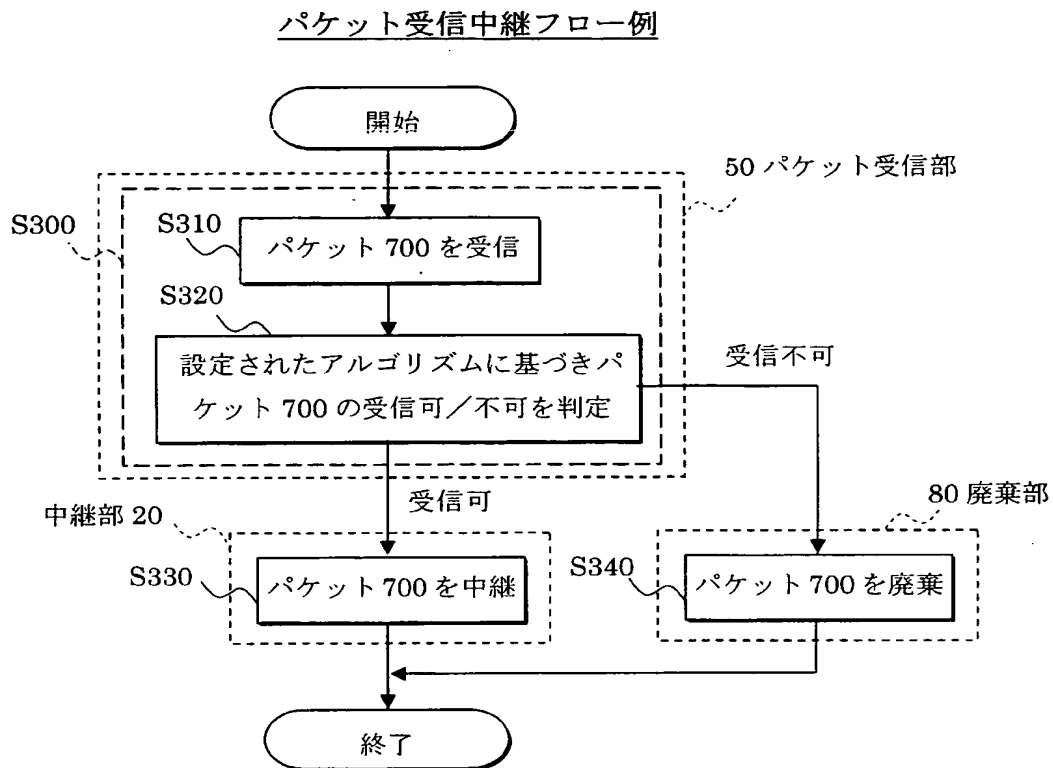 パケット受信中継フロー例
開始
50 パケット受信部
S300
S310
パケット 700 を受信
S320
設定されたアルゴリズムに基づきパ
ケット 700 の受信可／不可を判定
受信不可
受信可
中継部 20
80 廃棄部
S330
パケット 700 を中継
S340
パケット 700 を廃棄
終了